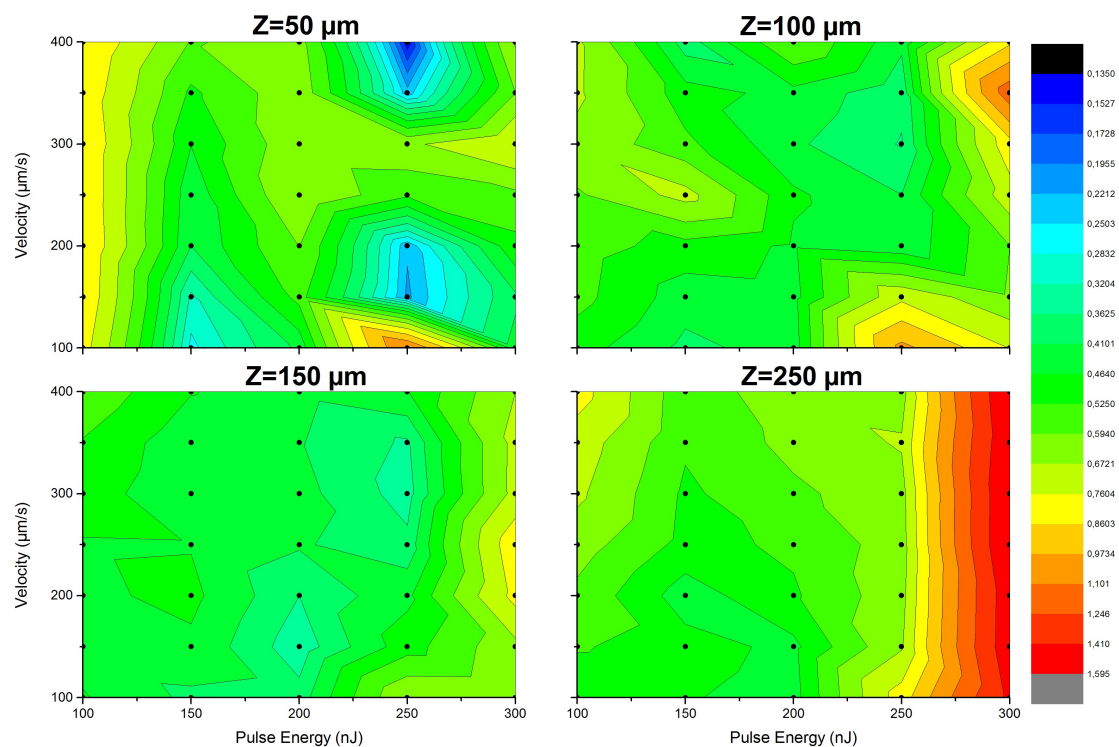 Z=50 µm
Z=100 µm
400
300
200
100
Velocity (µm/s)
0,1350
0,1527
0,1728
0,1955
0,2212
0,2503
0,2832
0,3204
0,3625
0,4101
0,4640
0,5250
0,5940
0,6721
0,7604
0,8603
0,9734
1,101
1,246
1,410
1,595
Z=150 µm
Z=250 µm
400
300
200
100
Velocity (µm/s)
100 150 200 250 300
100 150 200 250 300
Pulse Energy (nJ)
Pulse Energy (nJ)